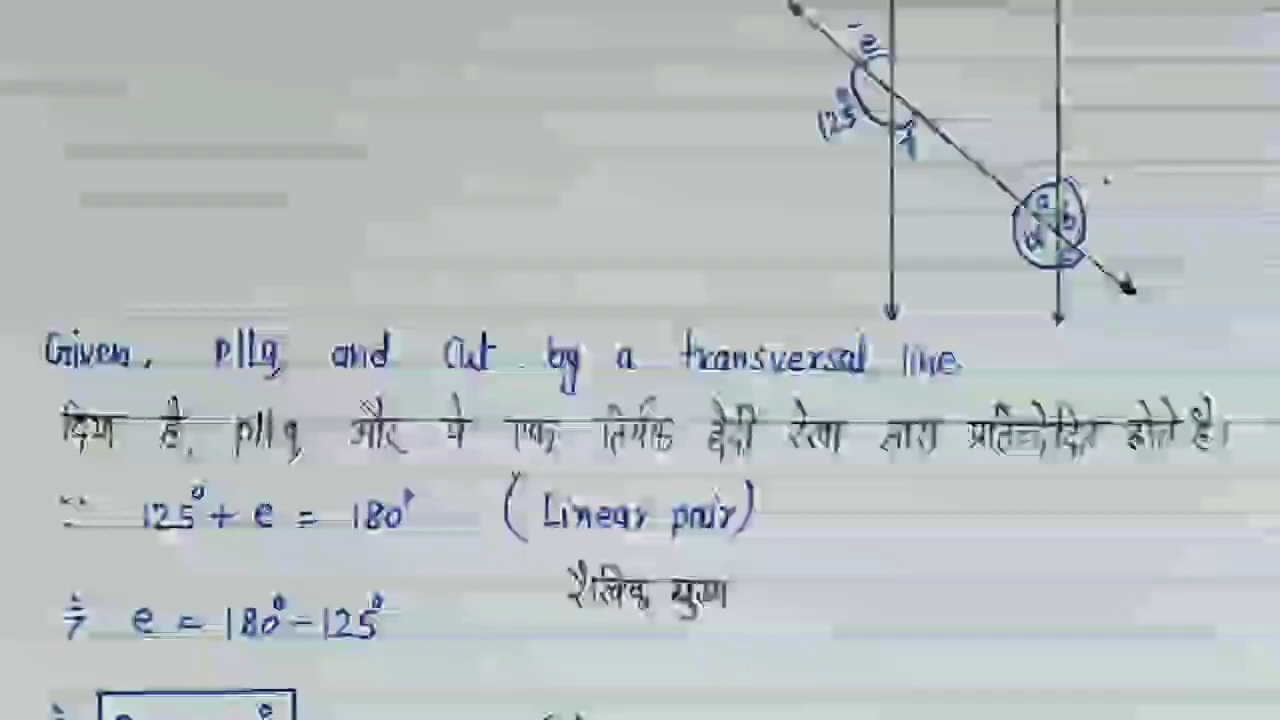 e
125°
f
a
b
d
c
Given, p||q and cut by a transversal line
दिया है, p||q और ये एक तिर्यक छेदी रेखा द्वारा प्रतिच्छेदित होते है।
∵ 125° + e = 180° (Linear pair)
रैखिक युग्म
⇒ e = 180° - 125°